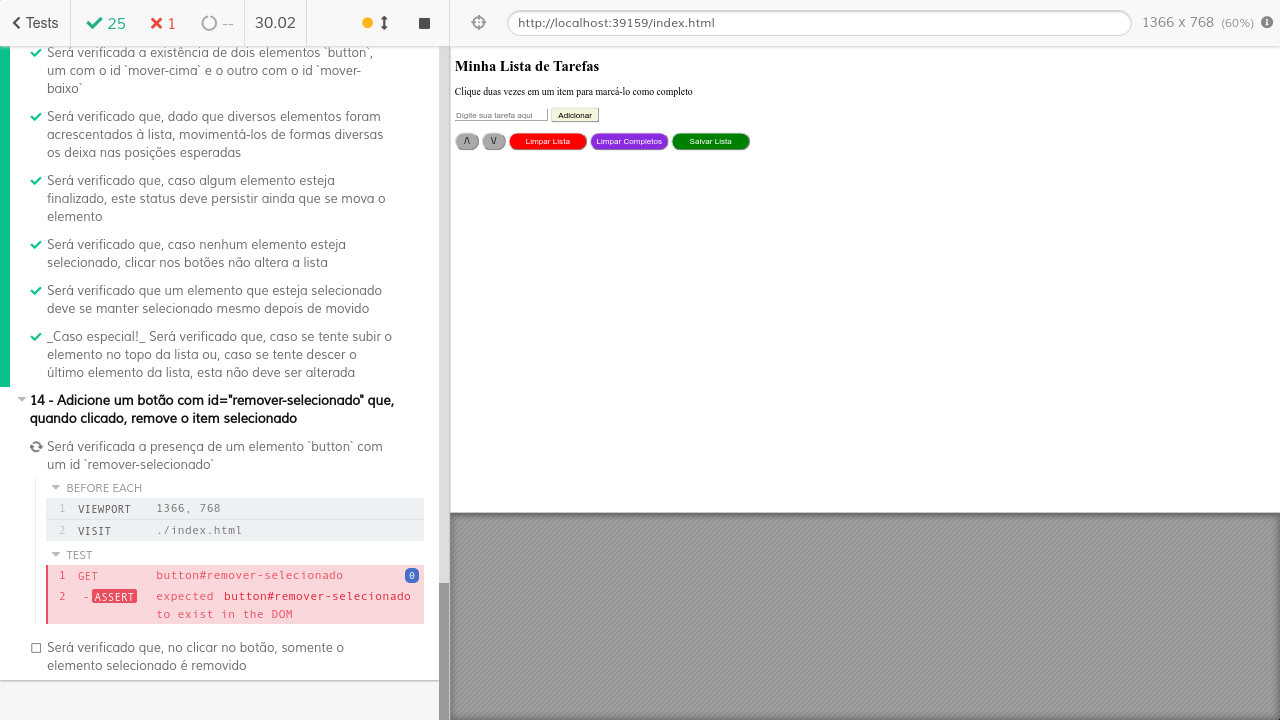 Tests 25 1 -- 30.02
http://localhost:39159/index.html 1366 x 768 (60%)
Será verificada a existência de dois elementos `button`,
um com o id `mover-cima` e o outro com o id `mover-
baixo`
Será verificado que, dado que diversos elementos foram
acrescentados à lista, movimentá-los de formas diversas
os deixa nas posições esperadas
Será verificado que, caso algum elemento esteja
finalizado, este status deve persistir ainda que se mova o
elemento
Será verificado que, caso nenhum elemento esteja
selecionado, clicar nos botões não altera a lista
Será verificado que um elemento que esteja selecionado
deve se manter selecionado mesmo depois de movido
_Caso especial!_ Será verificado que, caso se tente subir o
elemento no topo da lista ou, caso se tente descer o
último elemento da lista, esta não deve ser alterada
14 - Adicione um botão com id="remover-selecionado" que,
quando clicado, remove o item selecionado
Será verificada a presença de um elemento `button` com
um id `remover-selecionado`
BEFORE EACH
1 VIEWPORT 1366, 768
2 VISIT ./index.html
TEST
1 GET button#remover-selecionado 0
2 -ASSERT expected button#remover-selecionado
to exist in the DOM
Será verificado que, no clicar no botão, somente o
elemento selecionado é removido
Minha Lista de Tarefas
Clique duas vezes em um item para marcá-lo como completo
Digite sua tarefa aqui Adicionar
Λ V Limpar Lista Limpar Completos Salvar Lista